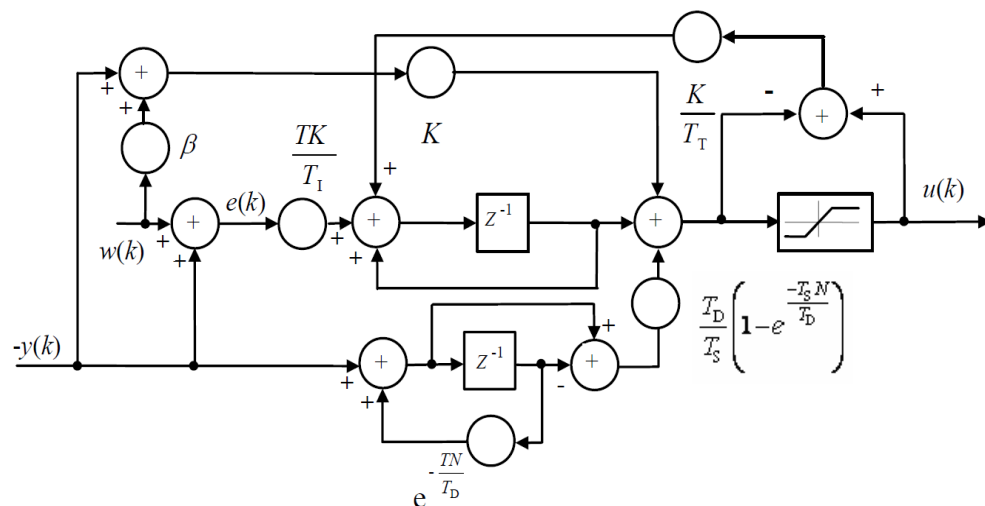 +
+
+
β
K
TK/T_I
K/T_T
-
+
+
w(k)
+
+
+
e(k)
+
+
+
+
Z^-1
+
u(k)
-y(k)
+
+
+
Z^-1
+
-
+
e^(-TN/T_D)
T_D/T_S (1-e^(-T_S N/T_D))